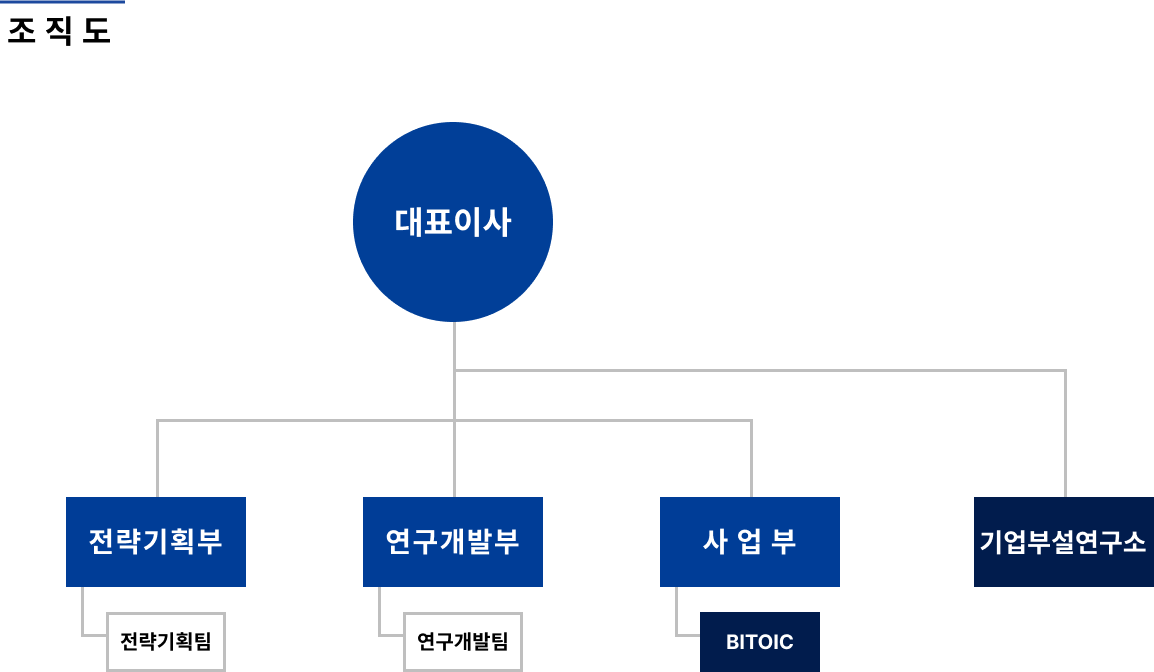 조직도
대표이사
전략기획부
연구개발부
사업부
기업부설연구소
전략기획팀
연구개발팀
BITOIC